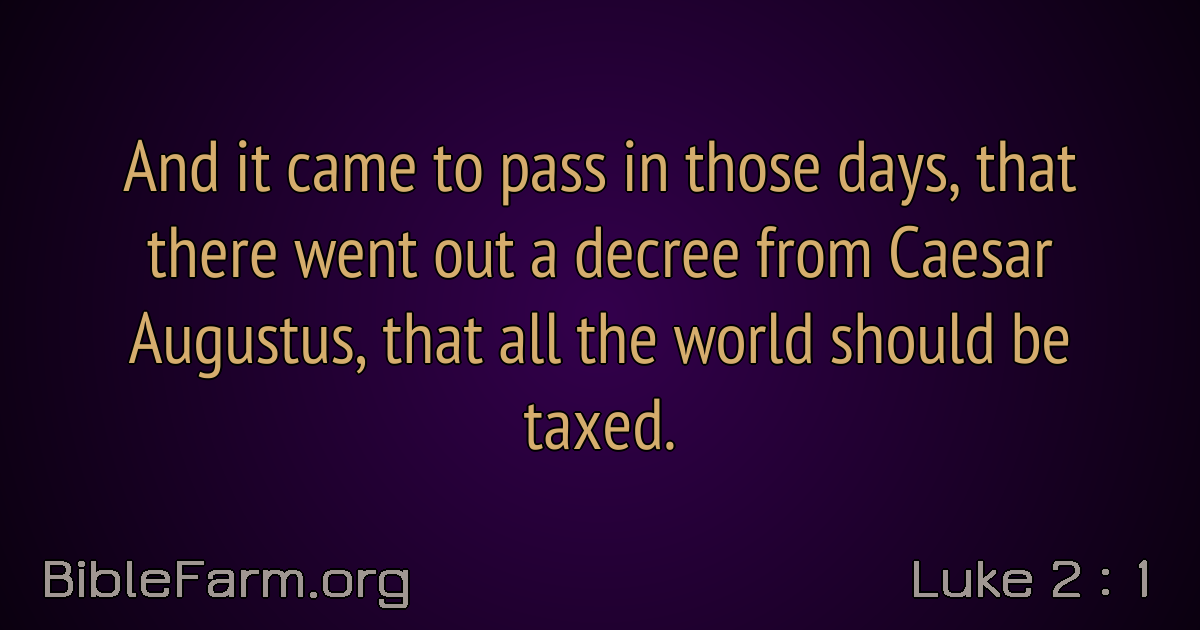 And it came to pass in those days, that
there went out a decree from Caesar
Augustus, that all the world should be
taxed.
BibleFarm.org
Luke 2 : 1